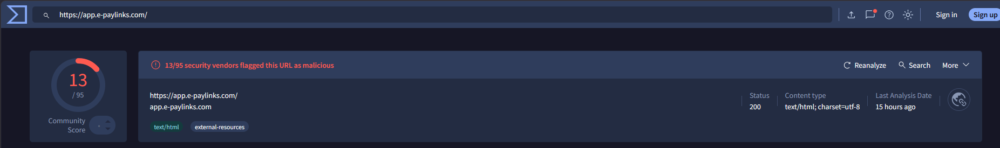 https://app.e-paylinks.com/
Sign in
Sign up
13
/ 95
Community
Score
13/95 security vendors flagged this URL as malicious
Reanalyze
Search
More
https://app.e-paylinks.com/
app.e-paylinks.com
text/html
external-resources
Status
200
Content type
text/html; charset=utf-8
Last Analysis Date
15 hours ago